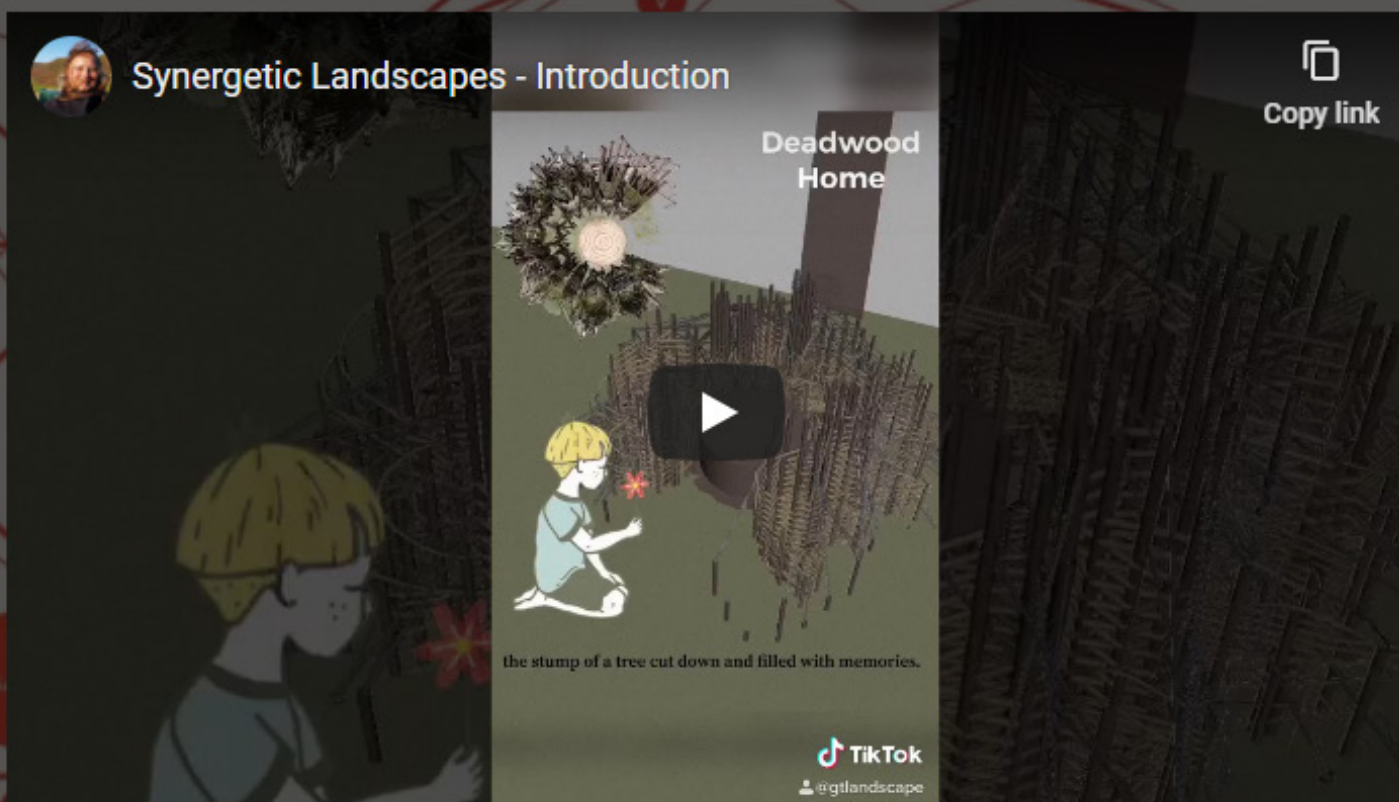 Synergetic Landscapes - Introduction
Copy link
Deadwood
Home
the stump of a tree cut down and filled with memories.
TikTok
@gtlandscape